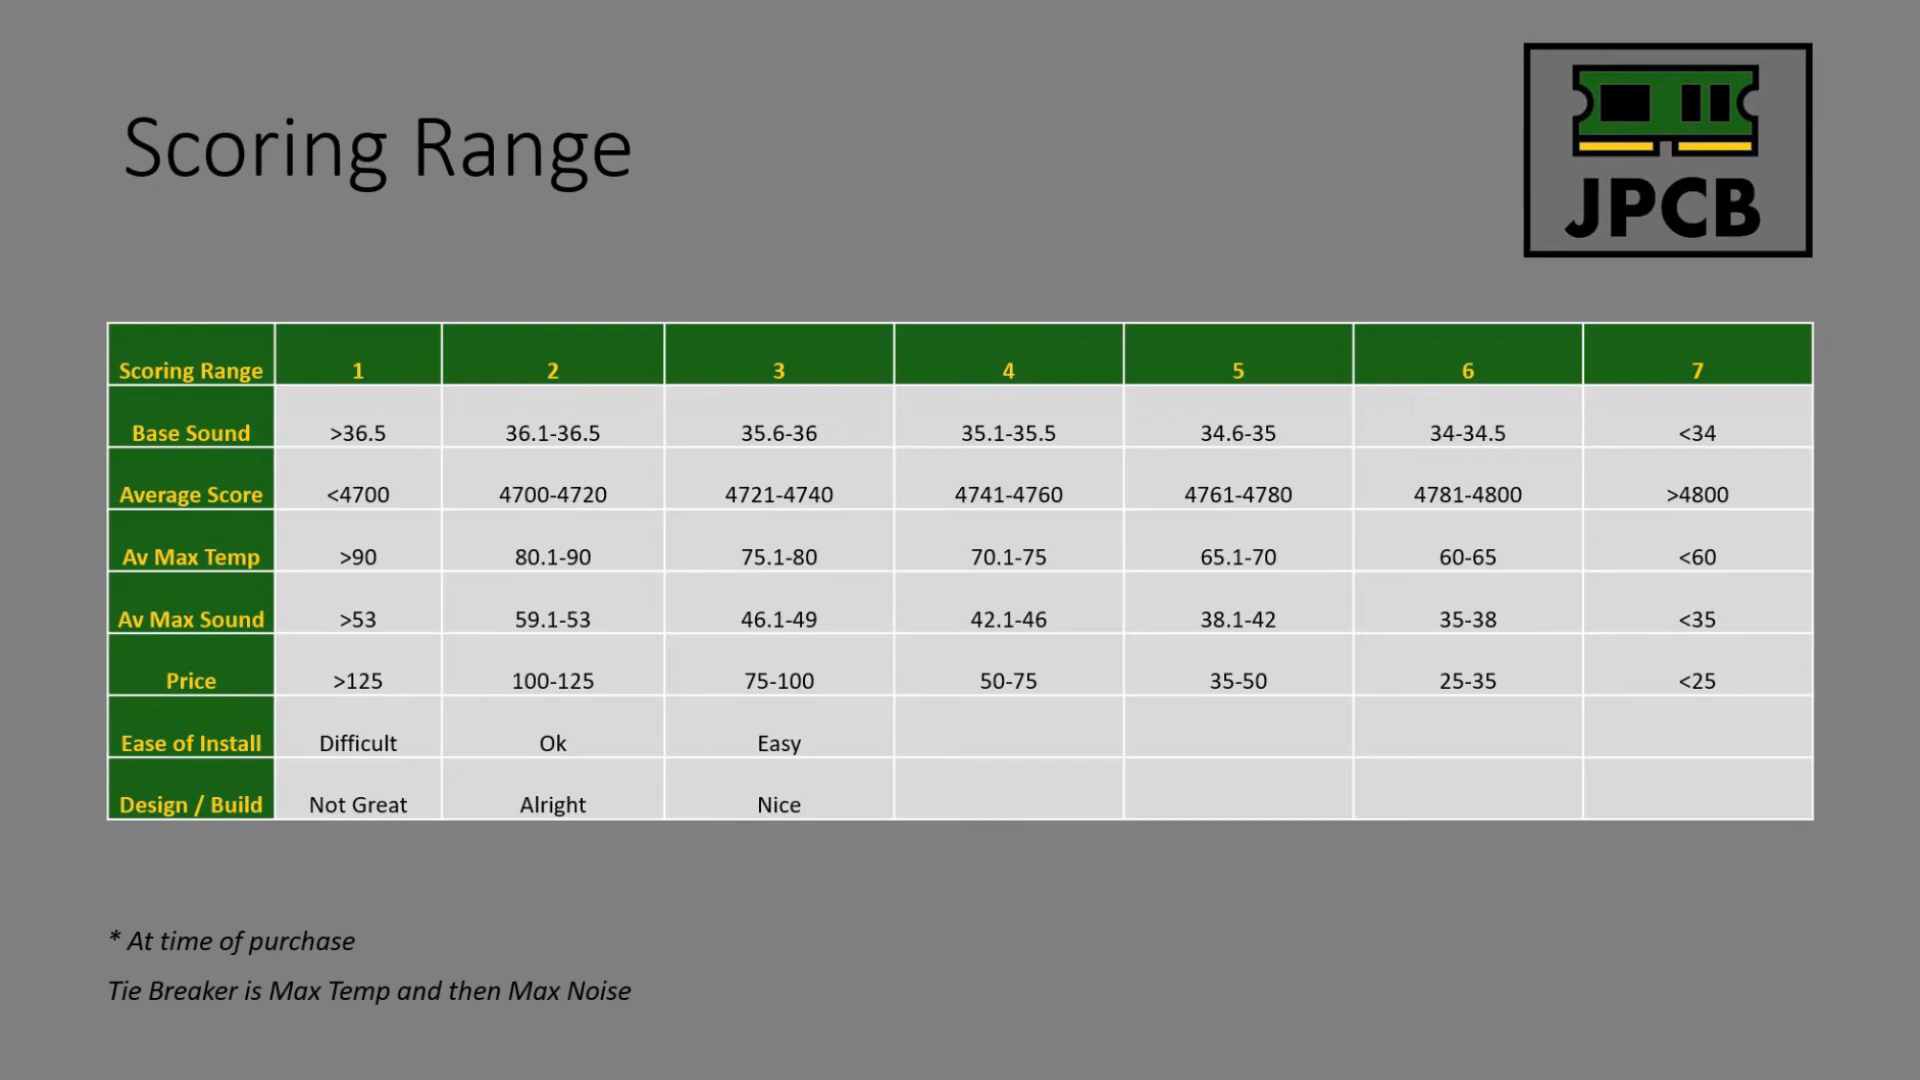 JPCB
Scoring Range
Scoring Range 1 2 3 4 5 6 7
Base Sound >36.5 36.1-36.5 35.6-36 35.1-35.5 34.6-35 34-34.5 <34
Average Score <4700 4700-4720 4721-4740 4741-4760 4761-4780 4781-4800 >4800
Av Max Temp >90 80.1-90 75.1-80 70.1-75 65.1-70 60-65 <60
Av Max Sound >53 59.1-53 46.1-49 42.1-46 38.1-42 35-38 <35
Price >125 100-125 75-100 50-75 35-50 25-35 <25
Ease of Install Difficult Ok Easy
Design / Build Not Great Alright Nice
* At time of purchase
Tie Breaker is Max Temp and then Max Noise